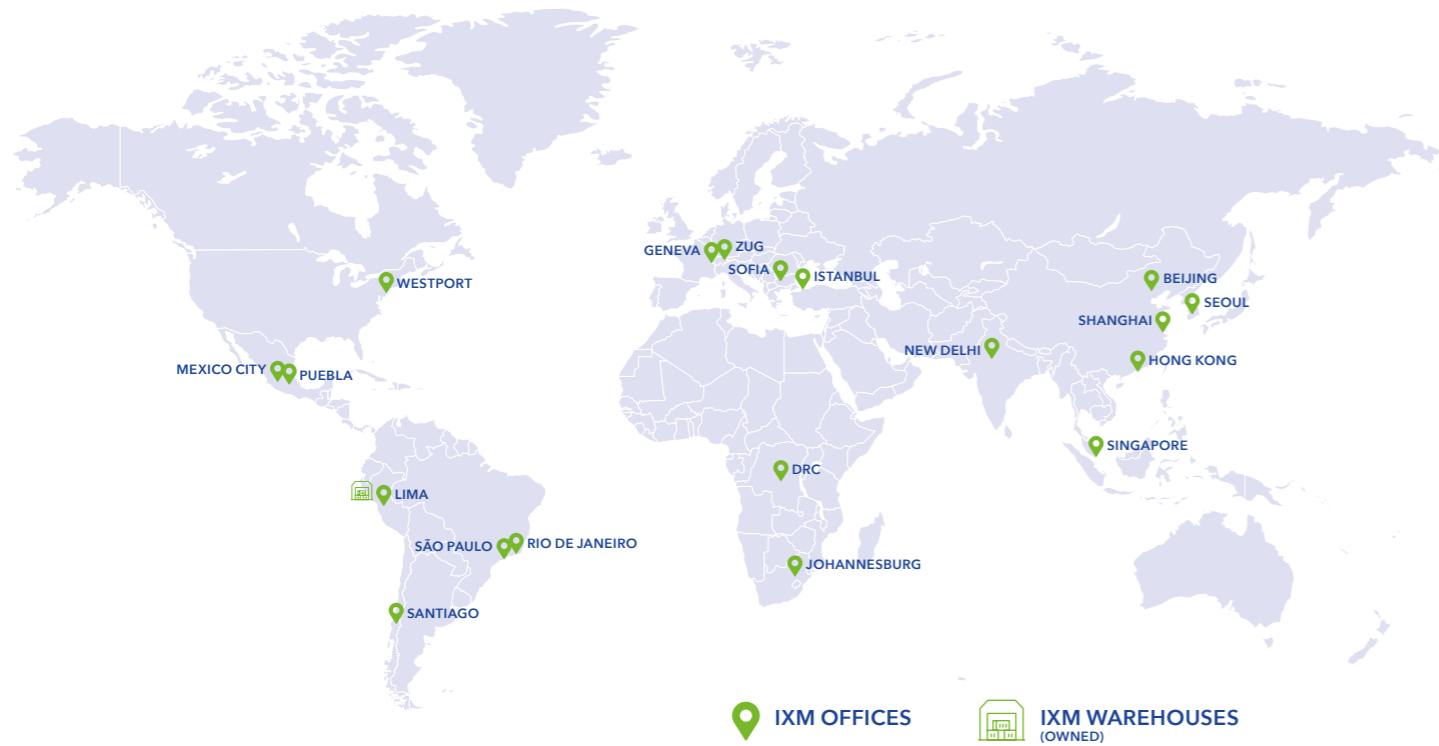 GENEVA
ZUG
SOFIA
ISTANBUL
WESTPORT
BEIJING
SEOUL
SHANGHAI
NEW DELHI
HONG KONG
MEXICO CITY
PUEBLA
SINGAPORE
DRC
LIMA
SÃO PAULO
RIO DE JANEIRO
JOHANNESBURG
SANTIAGO
IXM OFFICES
IXM WAREHOUSES
(OWNED)